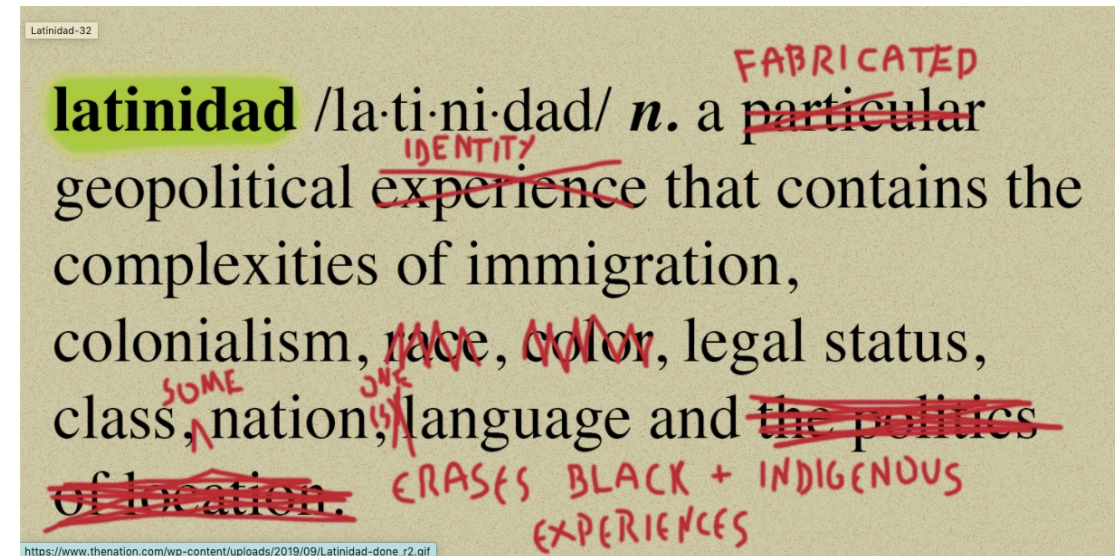 Latinidad-32
FABRICATED
latinidad /la·ti·ni·dad/ n. a particular
IDENTITY
geopolitical experience that contains the
complexities of immigration,
colonialism, race, color, legal status,
SOME ONE
(S)
class, nation, language and the politics
of location. ERASES BLACK + INDIGENOUS
EXPERIENCES
https://www.thenation.com/wp-content/uploads/2019/09/Latinidad-done_r2.gif